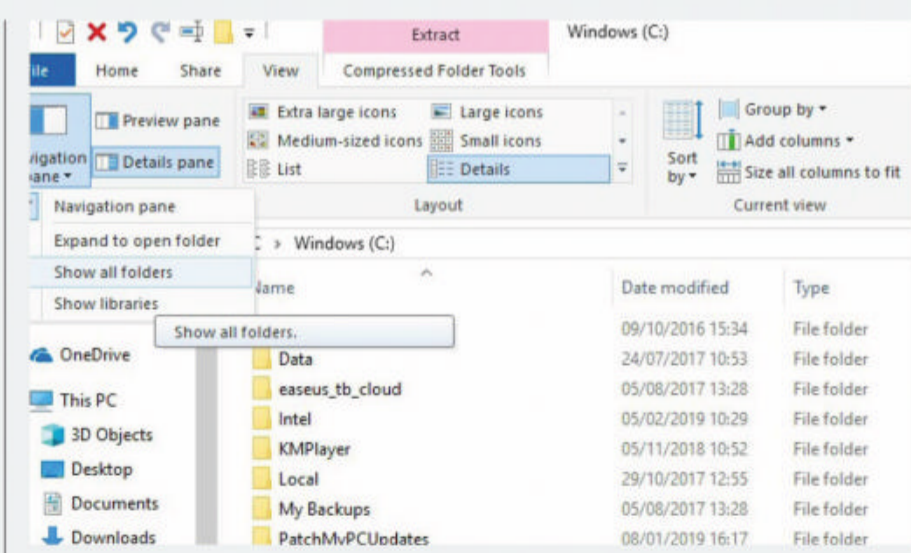 Extract Windows (C:)
File Home Share View Compressed Folder Tools
Preview pane Extra large icons Large icons Group by
Medium-sized icons Small icons Add columns
vigation pane Details pane List Details Sort by Size all columns to fit
Navigation pane Layout Current view
Expand to open folder C > Windows (C:)
Show all folders
Name Date modified Type
Show libraries
Show all folders. 09/10/2016 15:34 File folder
OneDrive Data 24/07/2017 10:53 File folder
easeus_tb_cloud 05/08/2017 13:28 File folder
This PC
Intel 05/02/2019 10:29 File folder
3D Objects
KMPlayer 05/11/2018 10:52 File folder
Desktop Local 29/10/2017 12:55 File folder
Documents My Backups 05/08/2017 13:28 File folder
Downloads PatchMyPCUpdates 08/01/2019 16:17 File folder